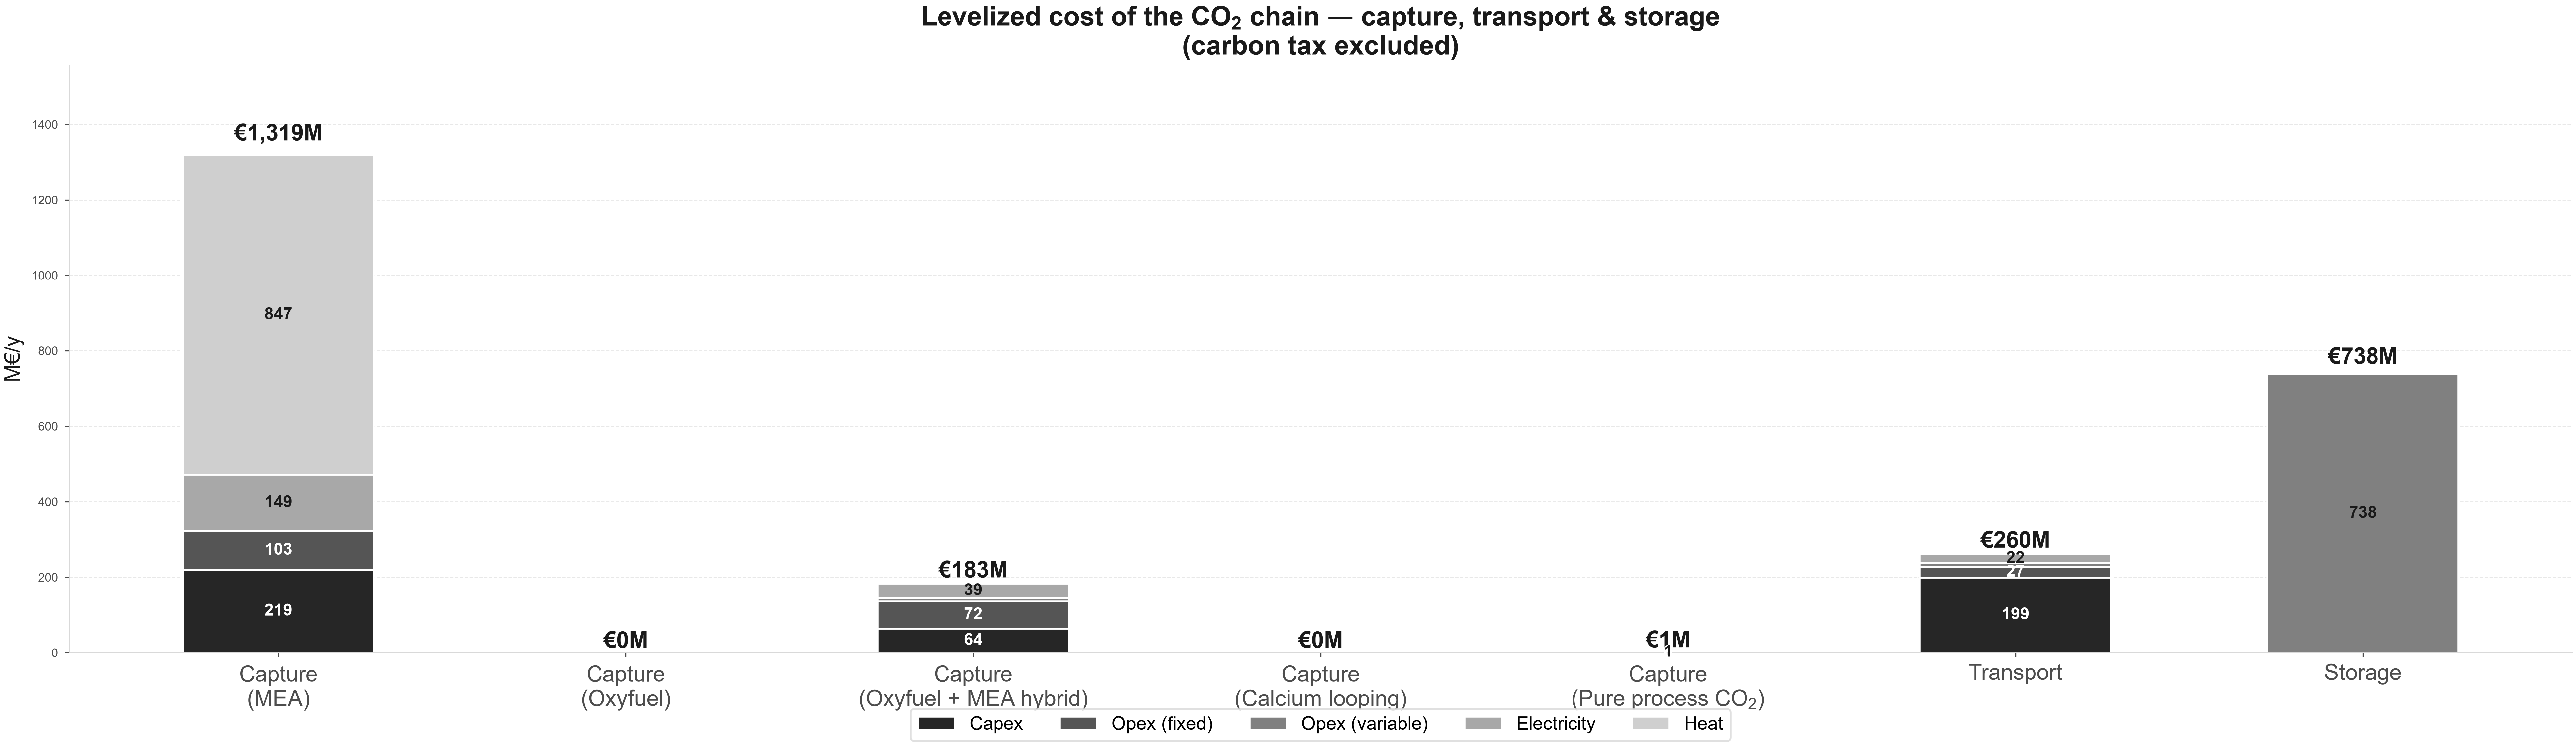 Levelized cost of the CO₂ chain — capture, transport & storage
(carbon tax excluded)
M€/y
1400
1200
1000
800
600
400
200
0
€1,319M
847
149
103
219
€0M
€183M
39
72
64
€0M
€1M
1
€260M
22
27
199
€738M
738
Capture
(MEA)
Capture
(Oxyfuel)
Capture
(Oxyfuel + MEA hybrid)
Capture
(Calcium looping)
Capture
(Pure process CO₂)
Transport
Storage
Capex
Opex (fixed)
Opex (variable)
Electricity
Heat